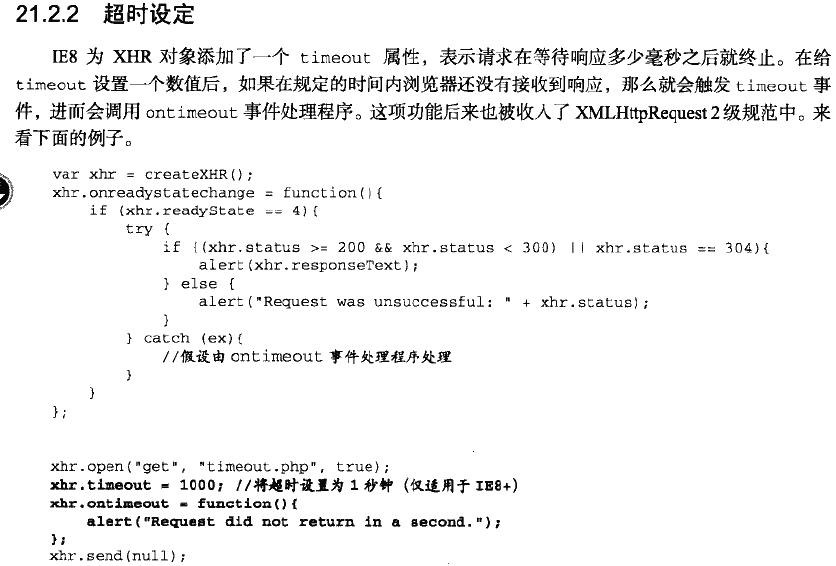 21.2.2 超时设定
IE8 为 XHR 对象添加了一个 timeout 属性，表示请求在等待响应多少毫秒之后就终止。在给
timeout 设置一个数值后，如果在规定的时间内浏览器还没有接收到响应，那么就会触发 timeout 事
件，进而会调用 ontimeout 事件处理程序。这项功能后来也被收入了 XMLHttpRequest 2 级规范中。来
看下面的例子。
var xhr = createXHR();
xhr.onreadystatechange = function(){
if (xhr.readyState == 4){
try {
if ((xhr.status >= 200 && xhr.status < 300) || xhr.status == 304){
alert(xhr.responseText);
} else {
alert("Request was unsuccessful: " + xhr.status);
}
} catch (ex){
//假设由 ontimeout 事件处理程序处理
}
}
};
xhr.open("get", "timeout.php", true);
xhr.timeout = 1000; //将超时设置为 1 秒钟（仅适用于 IE8+）
xhr.ontimeout = function(){
alert("Request did not return in a second.");
};
xhr.send(null);